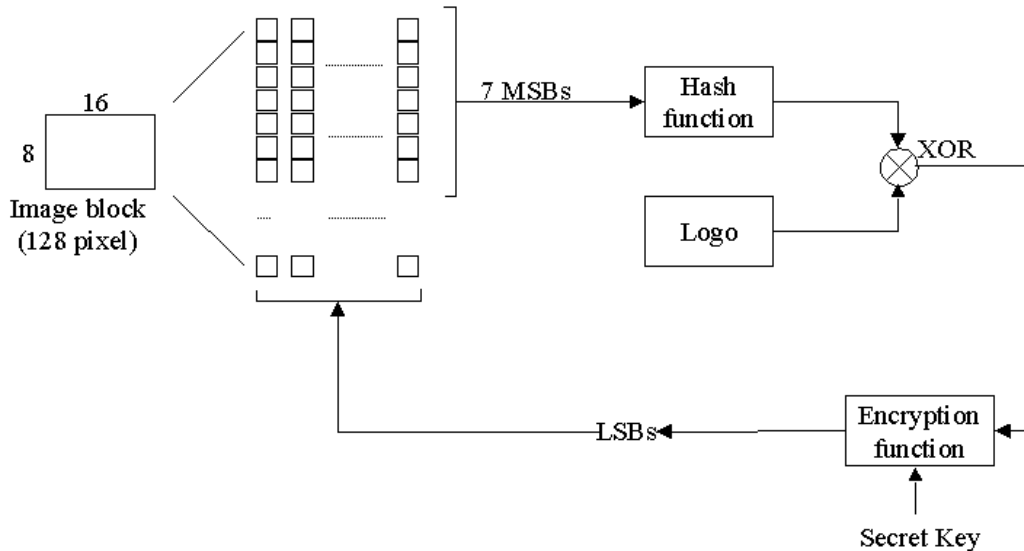 16
8
Image block
(128 pixel)
7 MSBs
Hash
function
XOR
Logo
LSBs
Encryption
function
Secret Key